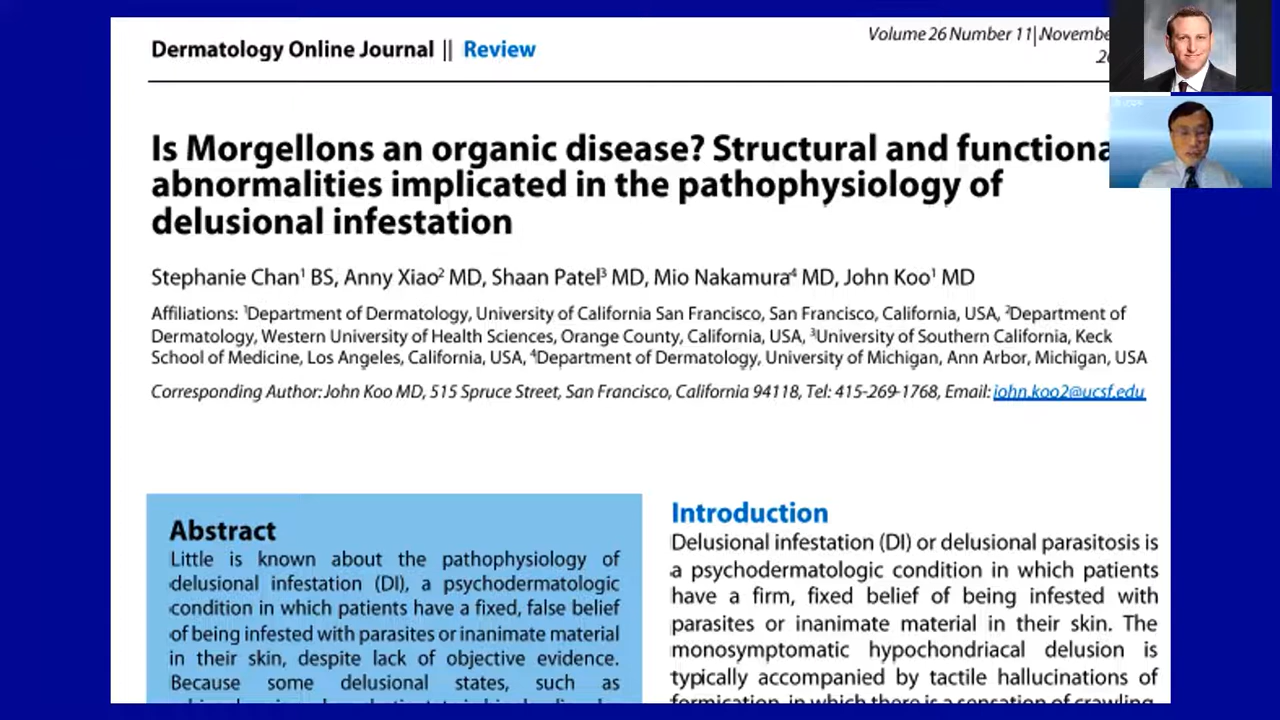 Dermatology Online Journal || Review
Volume 26 Number 11| Novembe
Is Morgellons an organic disease? Structural and functiona
abnormalities implicated in the pathophysiology of
delusional infestation
Stephanie Chan¹ BS, Anny Xiao² MD, Shaan Patel³ MD, Mio Nakamura⁴ MD, John Koo¹ MD
Affiliations: ¹Department of Dermatology, University of California San Francisco, San Francisco, California, USA, ²Department of
Dermatology, Western University of Health Sciences, Orange County, California, USA, ³University of Southern California, Keck
School of Medicine, Los Angeles, California, USA, ⁴Department of Dermatology, University of Michigan, Ann Arbor, Michigan, USA
Corresponding Author: John Koo MD, 515 Spruce Street, San Francisco, California 94118, Tel: 415-269-1768, Email: john.koo2@ucsf.edu
Abstract
Little is known about the pathophysiology of
delusional infestation (DI), a psychodermatologic
condition in which patients have a fixed, false belief
of being infested with parasites or inanimate material
in their skin, despite lack of objective evidence.
Because some delusional states, such as
Introduction
Delusional infestation (DI) or delusional parasitosis is
a psychodermatologic condition in which patients
have a firm, fixed belief of being infested with
parasites or inanimate material in their skin. The
monosymptomatic hypochondriacal delusion is
typically accompanied by tactile hallucinations of
formication, in which there is a sensation of crawling,